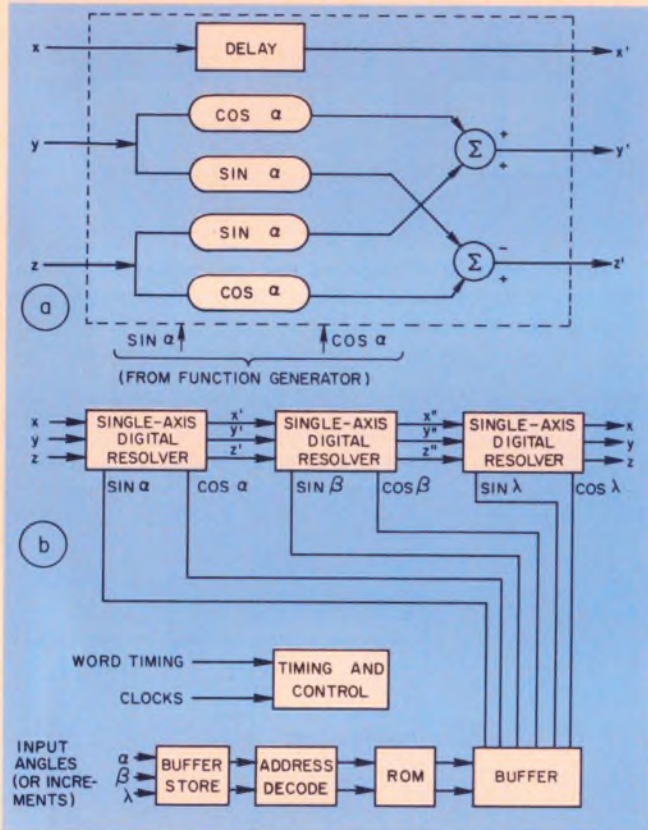 x DELAY x'
COS α +
y Σ y'
+
SIN α
SIN α
−
z Σ z'
+
COS α
a
SIN α COS α
(FROM FUNCTION GENERATOR)
x SINGLE-AXIS x' SINGLE-AXIS x" SINGLE-AXIS x
y DIGITAL y' DIGITAL y" DIGITAL y
z RESOLVER z' RESOLVER z" RESOLVER z
SIN α COS α SIN β COS β SIN λ COS λ
b
WORD TIMING TIMING AND
CLOCKS CONTROL
INPUT
ANGLES α BUFFER ADDRESS ROM BUFFER
(OR INCRE- β STORE DECODE
MENTS) λ